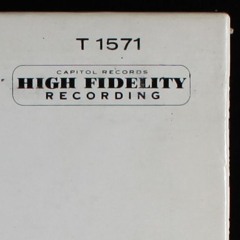 T 1571
CAPITOL RECORDS
HIGH FIDELITY
RECORDING